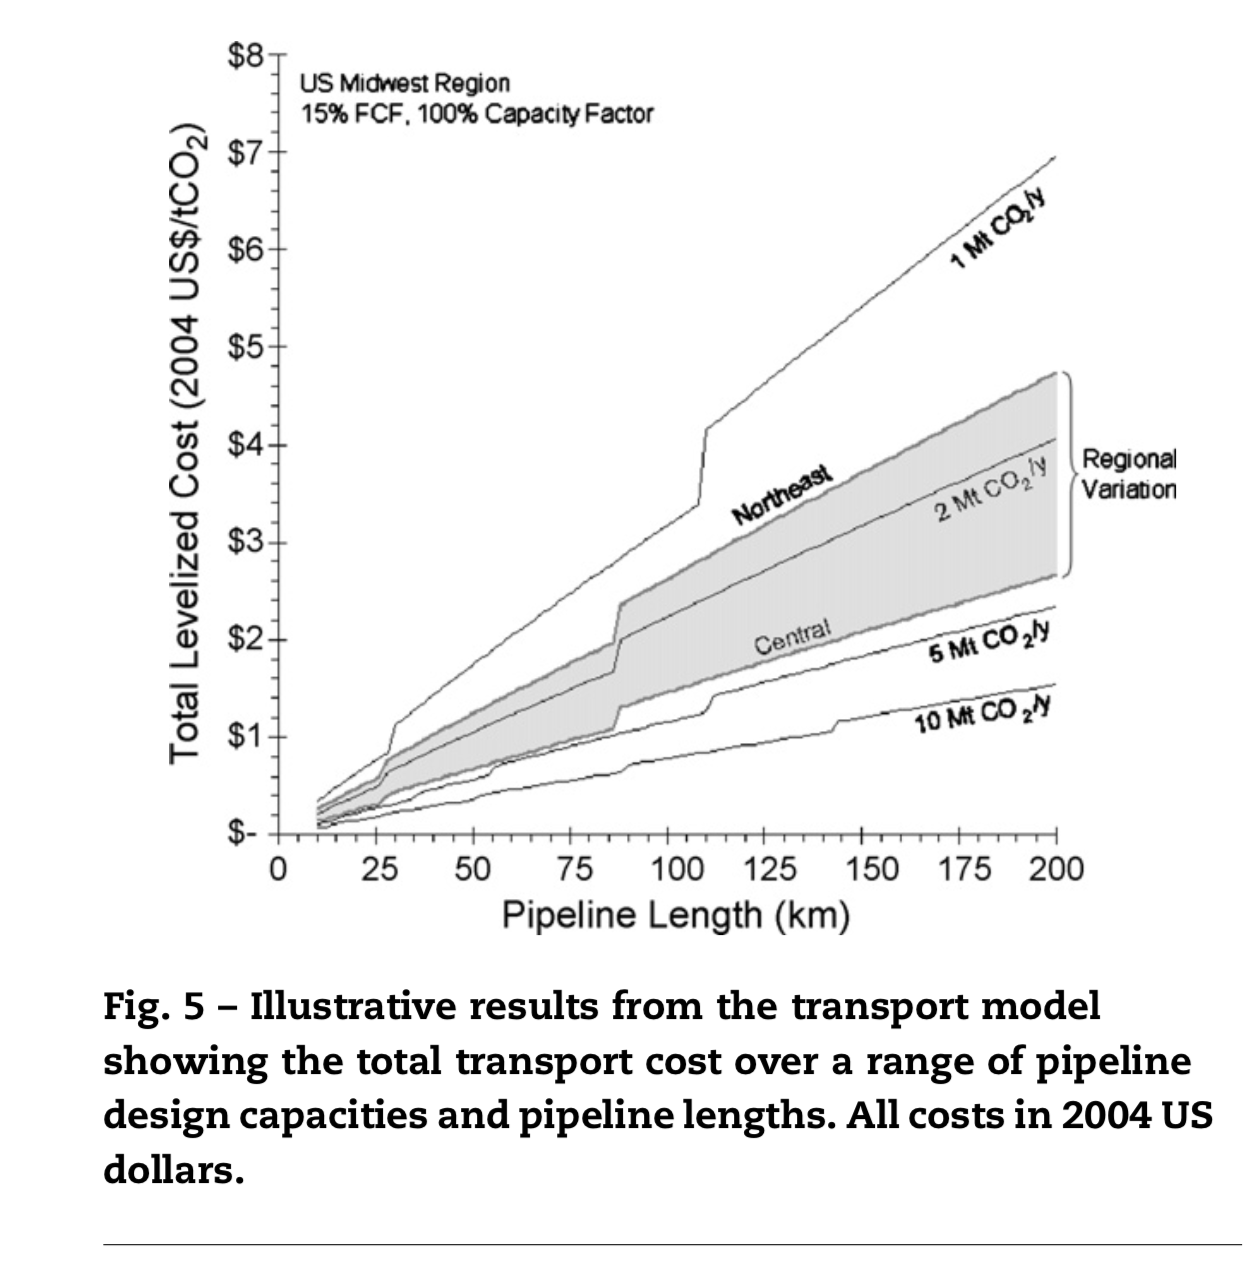 $8
US Midwest Region
15% FCF, 100% Capacity Factor
$7
$6
$5
$4
$3
$2
$1
$-
Total Levelized Cost (2004 US$/tCO2)
1 Mt CO2/y
Northeast
2 Mt CO2/y
Regional
Variation
Central
5 Mt CO2/y
10 Mt CO2/y
0 25 50 75 100 125 150 175 200
Pipeline Length (km)
Fig. 5 – Illustrative results from the transport model
showing the total transport cost over a range of pipeline
design capacities and pipeline lengths. All costs in 2004 US
dollars.